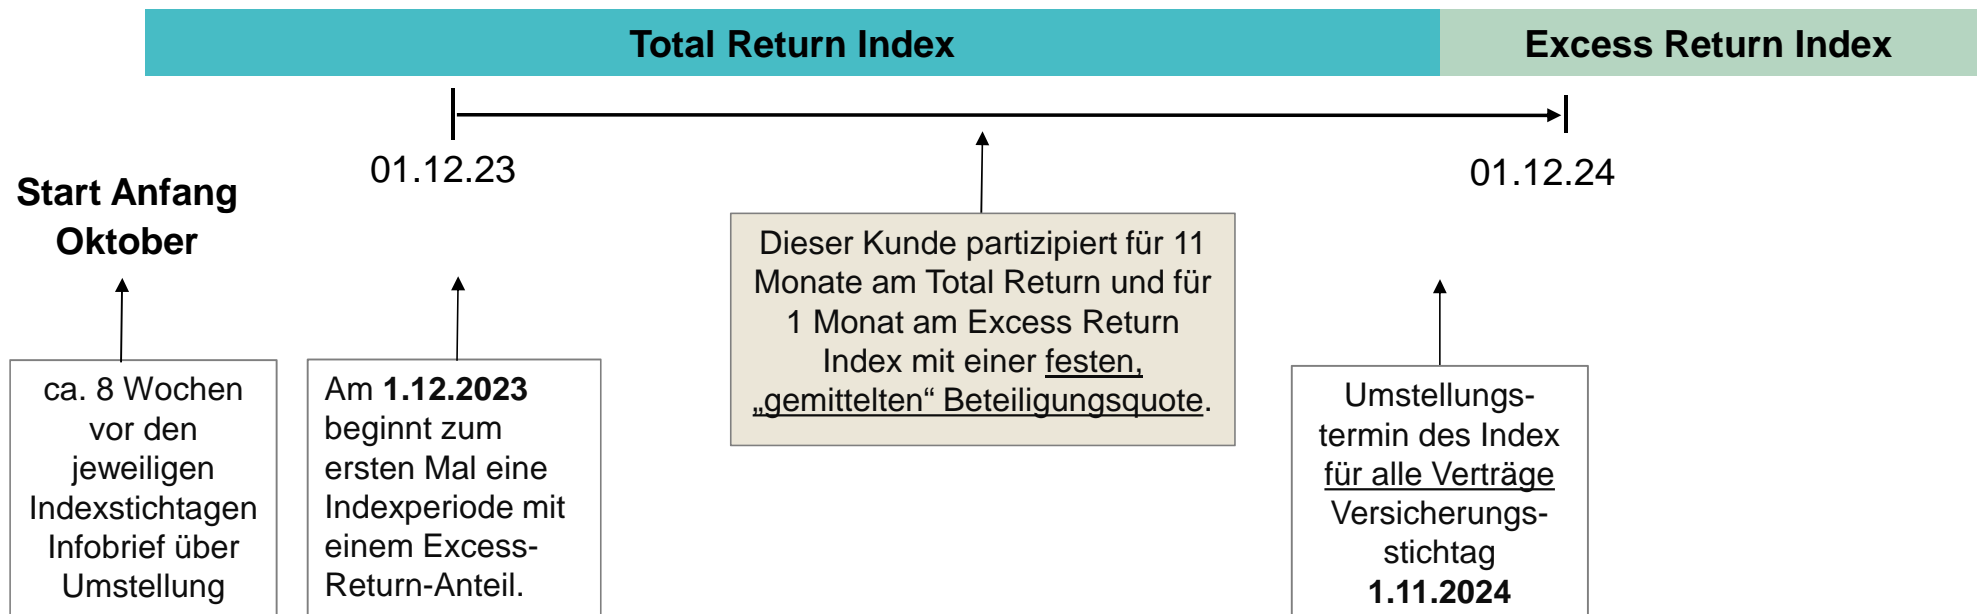 Total Return Index
Excess Return Index
01.12.23
01.12.24
Start Anfang
Oktober
ca. 8 Wochen
vor den
jeweiligen
Indexstichtagen
Infobrief über
Umstellung
Am 1.12.2023
beginnt zum
ersten Mal eine
Indexperiode mit
einem Excess-
Return-Anteil.
Dieser Kunde partizipiert für 11
Monate am Total Return und für
1 Monat am Excess Return
Index mit einer festen,
„gemittelten“ Beteiligungsquote.
Umstellungs-
termin des Index
für alle Verträge
Versicherungs-
stichtag
1.11.2024